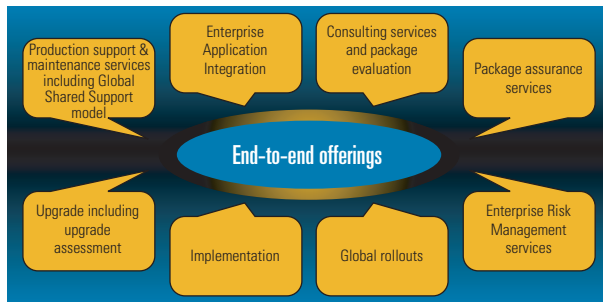 Production support &
maintenance services
including Global
Shared Support
model
Enterprise
Application
Integration
Consulting services
and package
evaluation
Package assurance
services
End-to-end offerings
Upgrade including
upgrade
assessment
Implementation
Global rollouts
Enterprise Risk
Management
services